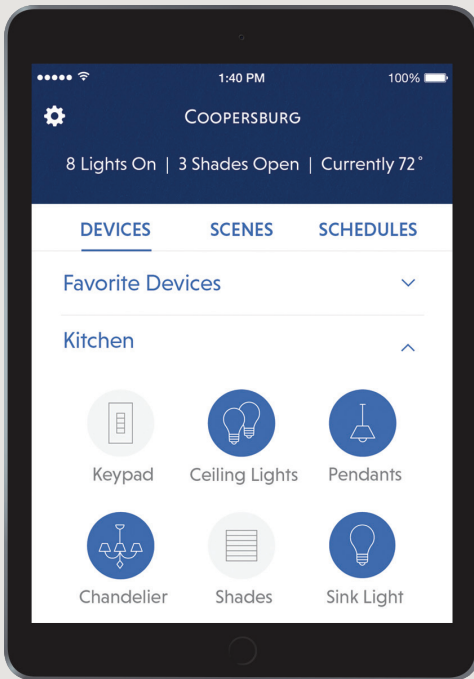 1:40 PM 100%
COOPERSBURG
8 Lights On | 3 Shades Open | Currently 72°
DEVICES SCENES SCHEDULES
Favorite Devices
Kitchen
Keypad Ceiling Lights Pendants
Chandelier Shades Sink Light